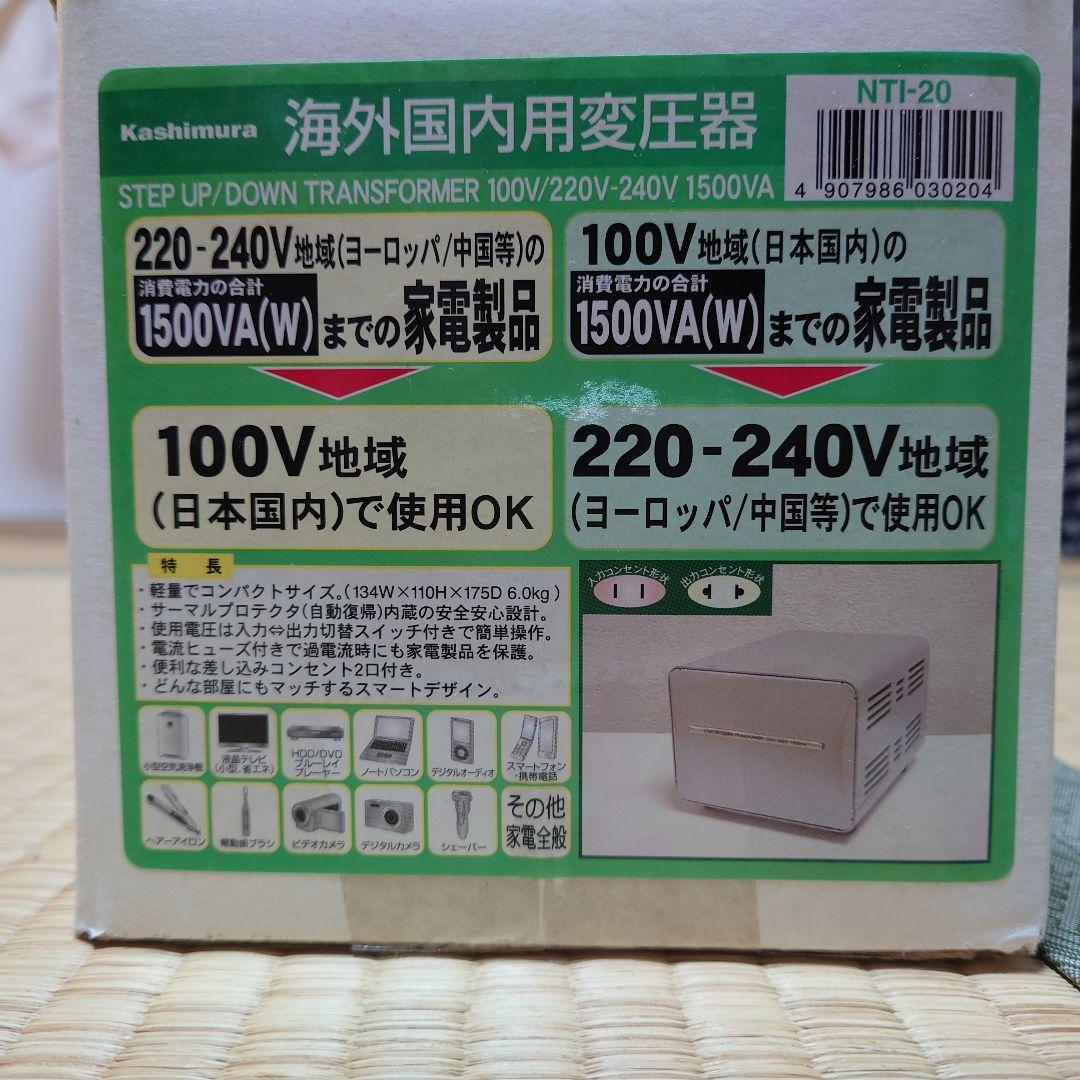 Kashimura 海外国内用変圧器
NTI-20
4 907986 030204
STEP UP/DOWN TRANSFORMER 100V/220V-240V 1500VA
220-240V地域(ヨーロッパ/中国等)の
消費電力の合計
1500VA(W)までの家電製品
100V地域(日本国内)の
消費電力の合計
1500VA(W)までの家電製品
100V地域
(日本国内)で使用OK
220-240V地域
(ヨーロッパ/中国等)で使用OK
特長
・軽量でコンパクトサイズ。(134W×110H×175D 6.0kg)
・サーマルプロテクタ(自動復帰)内蔵の安全安心設計。
・使用電圧は入力⇔出力切替スイッチ付きで簡単操作。
・電流ヒューズ付きで過電流時にも家電製品を保護。
・便利な差し込みコンセント2口付き。
・どんな部屋にもマッチするスマートデザイン。
入力コンセント形状
出力コンセント形状
小型空気清浄機
液晶テレビ
(小型、省エネ)
HDD/DVD
ブルーレイ
プレーヤー
ノートパソコン
デジタルオーディオ
スマートフォン
・携帯電話
ヘアーアイロン
電動歯ブラシ
ビデオカメラ
デジタルカメラ
シェーバー
その他
家電全般